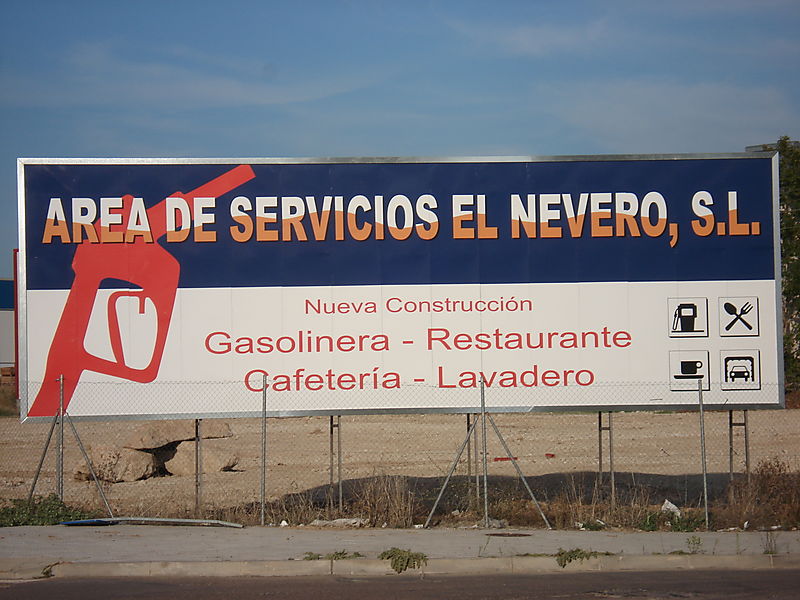 AREA DE SERVICIOS EL NEVERO, S.L.
Nueva Construcción
Gasolinera - Restaurante
Cafetería - Lavadero